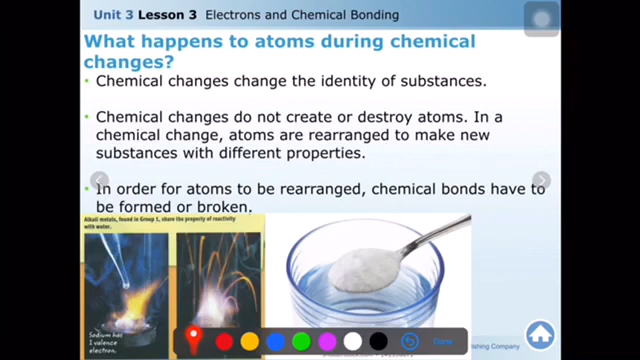 Unit 3 Lesson 3 Electrons and Chemical Bonding
What happens to atoms during chemical
changes?
• Chemical changes change the identity of substances.
• Chemical changes do not create or destroy atoms. In a
chemical change, atoms are rearranged to make new
substances with different properties.
• In order for atoms to be rearranged, chemical bonds have to
be formed or broken.
Alkali metals, found in Group 1, share the property of reactivity
with water.
Sodium has
1 valence
electron.
Done
Publishing Company